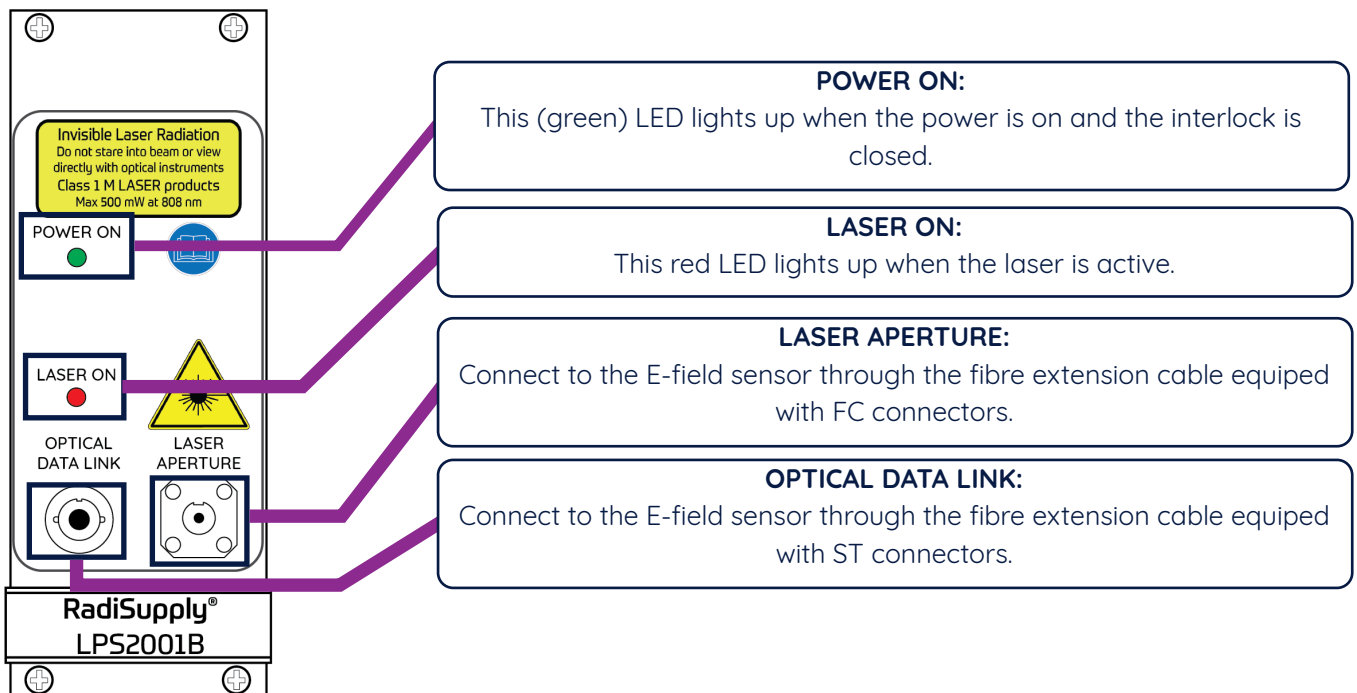 Invisible Laser Radiation
Do not stare into beam or view
directly with optical instruments
Class 1 M LASER products
Max 500 mW at 808 nm
POWER ON
LASER ON
OPTICAL
DATA LINK
LASER
APERTURE
RadiSupply®
LPS2001B
POWER ON:
This (green) LED lights up when the power is on and the interlock is
closed.
LASER ON:
This red LED lights up when the laser is active.
LASER APERTURE:
Connect to the E-field sensor through the fibre extension cable equiped
with FC connectors.
OPTICAL DATA LINK:
Connect to the E-field sensor through the fibre extension cable equiped
with ST connectors.